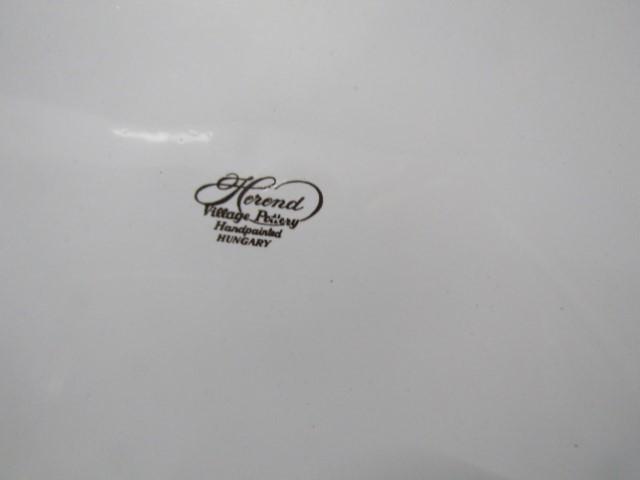 Herend
Village Pottery
Handpainted
HUNGARY